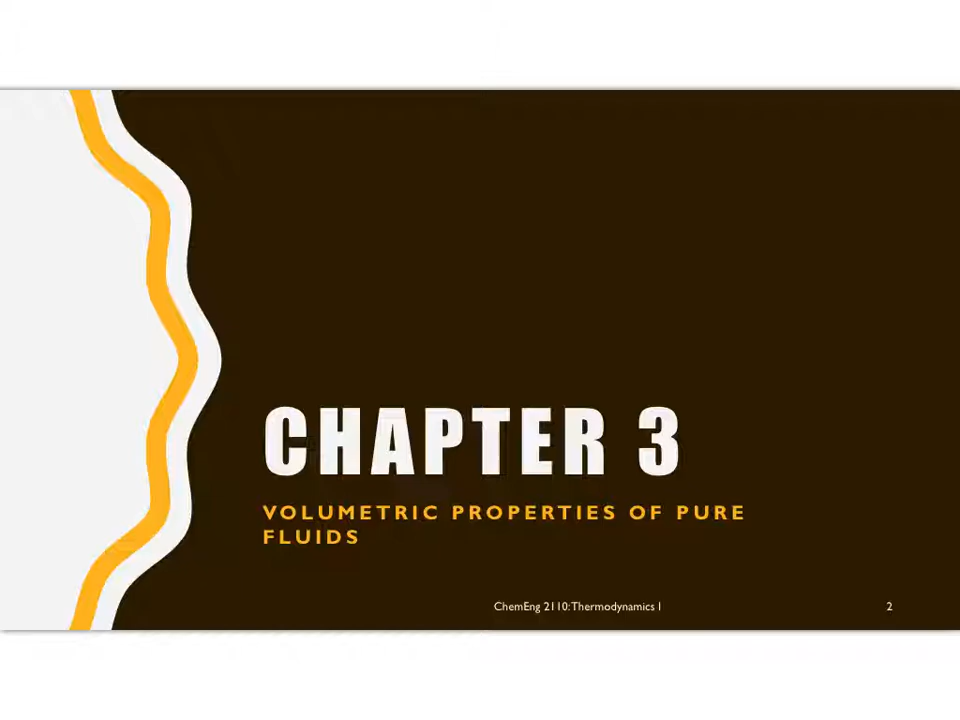 CHAPTER 3
VOLUMETRIC PROPERTIES OF PURE
FLUIDS
ChemEng 2110: Thermodynamics I
2